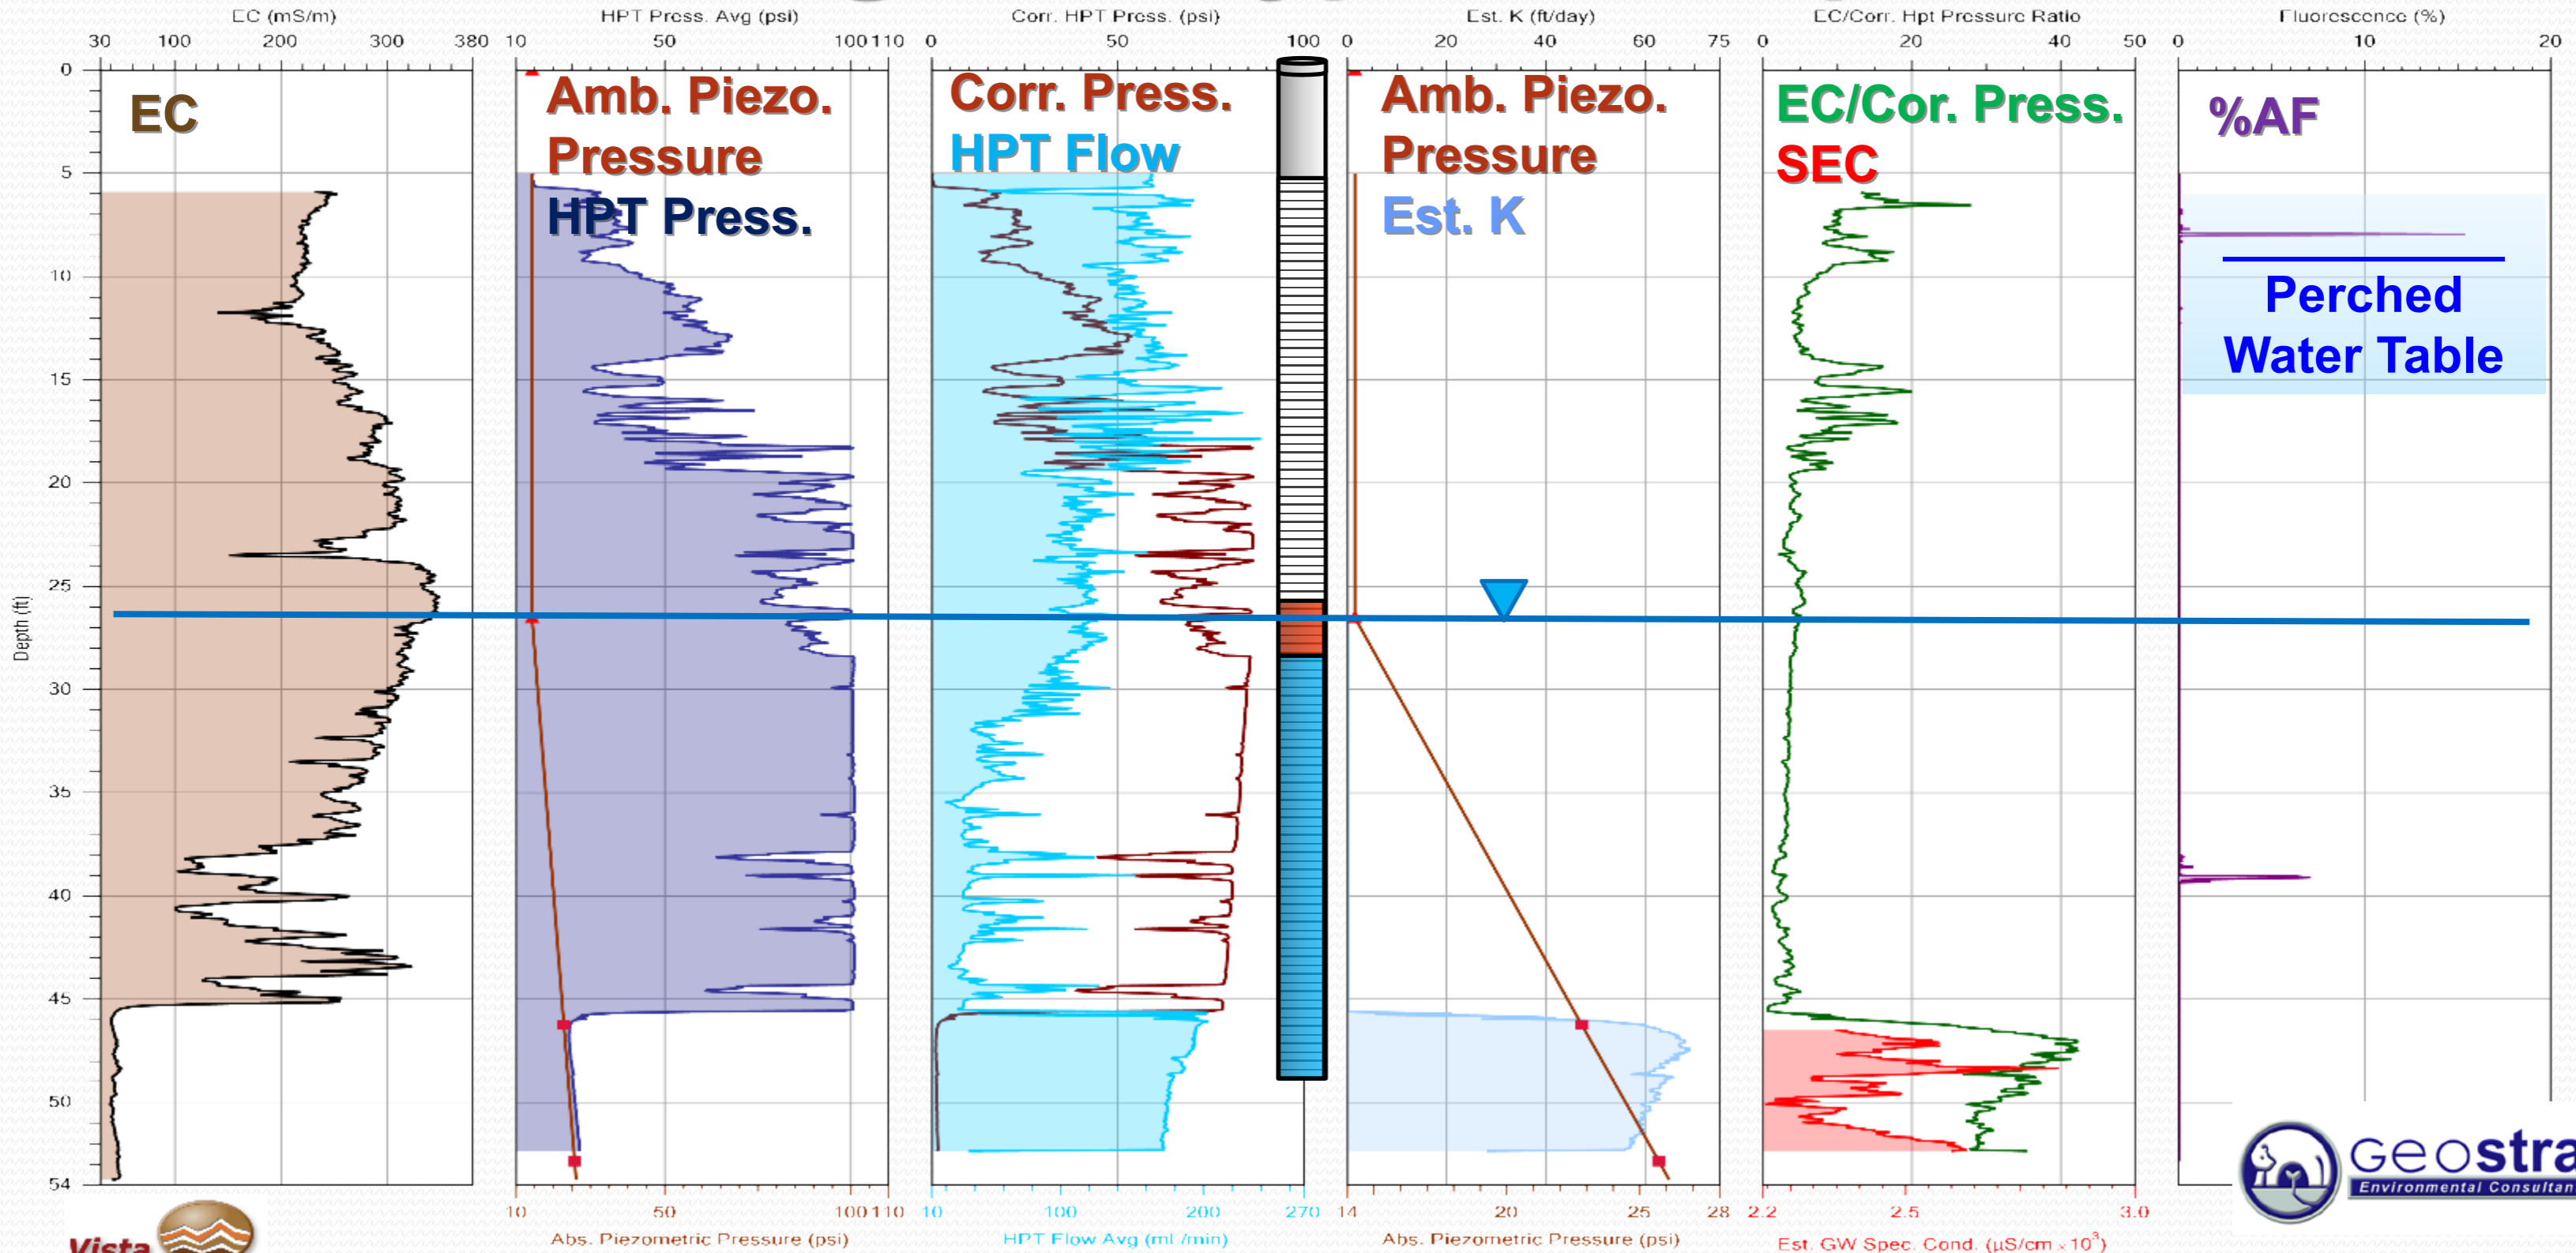 EC (mS/m)
HPT Press. Avg (psi)
Corr. HPT Press. (psi)
Est. K (ft/day)
EC/Corr. Hpt Pressure Ratio
Fluorescence (%)
30 100 200 300 380
10 50 100 110
0 50 100
0 20 40 60 75
0 20 40 50
0 10 20
EC
Amb. Piezo.
Pressure
HPT Press.
Corr. Press.
HPT Flow
Amb. Piezo.
Pressure
Est. K
EC/Cor. Press.
SEC
%AF
Perched
Water Table
Depth (ft)
0
5
10
15
20
25
30
35
40
45
50
54
10 50 100 110
10 100 200 270
14 20 25 28
2.2 2.5 3.0
Abs. Piezometric Pressure (psi)
HPT Flow Avg (mL/min)
Abs. Piezometric Pressure (psi)
Est. GW Spec. Cond. (µS/cm × 10³)
Vista
Geostra
Environmental Consultan